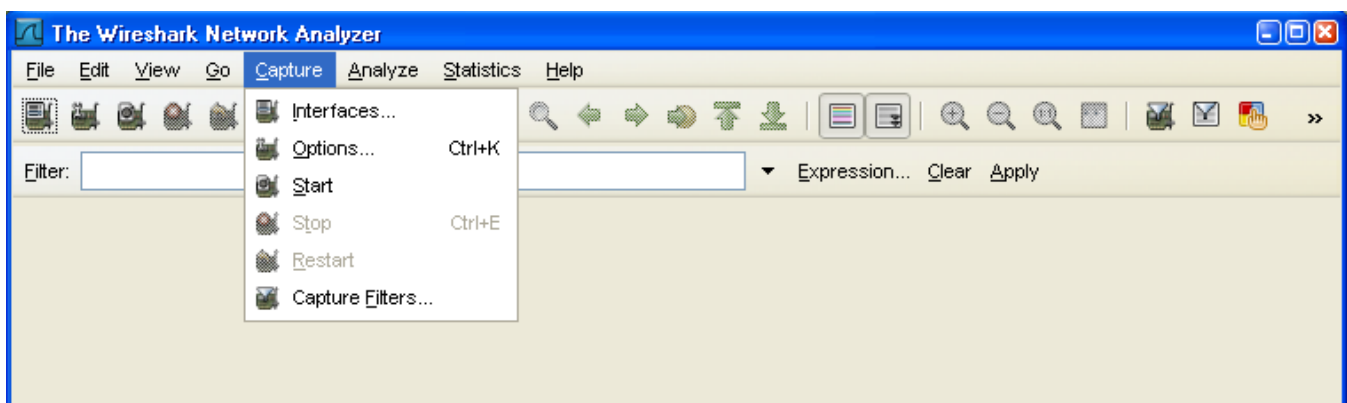 The Wireshark Network Analyzer
File Edit View Go Capture Analyze Statistics Help
Interfaces...
Options... Ctrl+K
Start
Stop Ctrl+E
Restart
Capture Filters...
Filter: Expression... Clear Apply